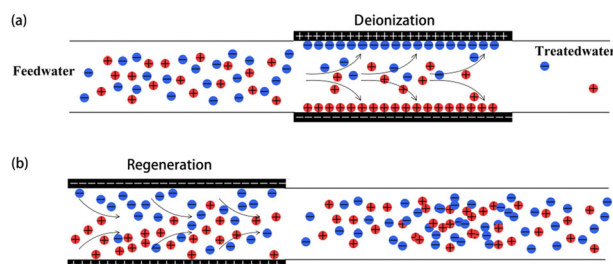 (a)
Deionization
Feedwater
Treatedwater
(b)
Regeneration